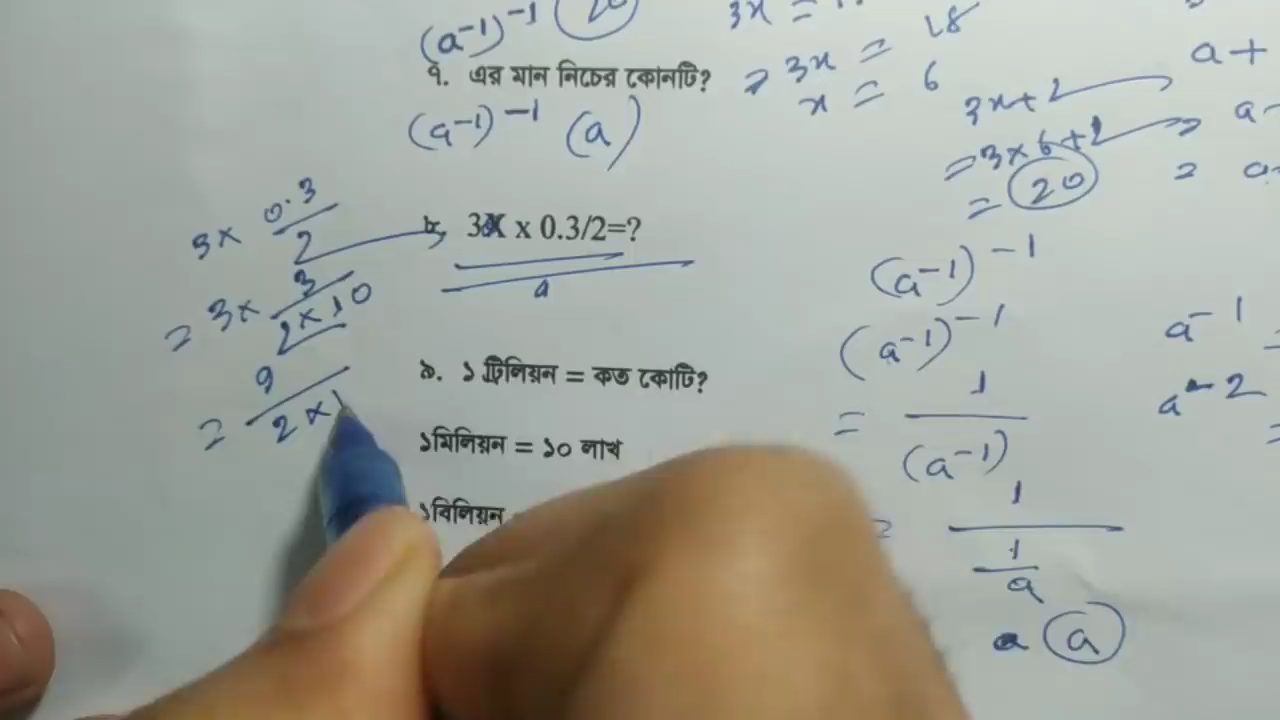 (a⁻¹)⁻¹ 20
৭. এর মান নিচের কোনটি?
(a⁻¹)⁻¹ (a)
3 x 0.3/2=?
a
৯. ১ ট্রিলিয়ন = কত কোটি?
১মিলিয়ন = ১০ লাখ
১বিলিয়ন
3 × 0.3/2
= 3 × 3/2×10
= 9/2×1
3x =
18
⇒ 3x =
x = 6
3x+2
= 3×6+2
= 20
(a⁻¹)⁻¹
(a⁻¹)⁻¹
= 1/(a⁻¹)
1/1/a
a
a+
a-
a⁻¹
a⁻²